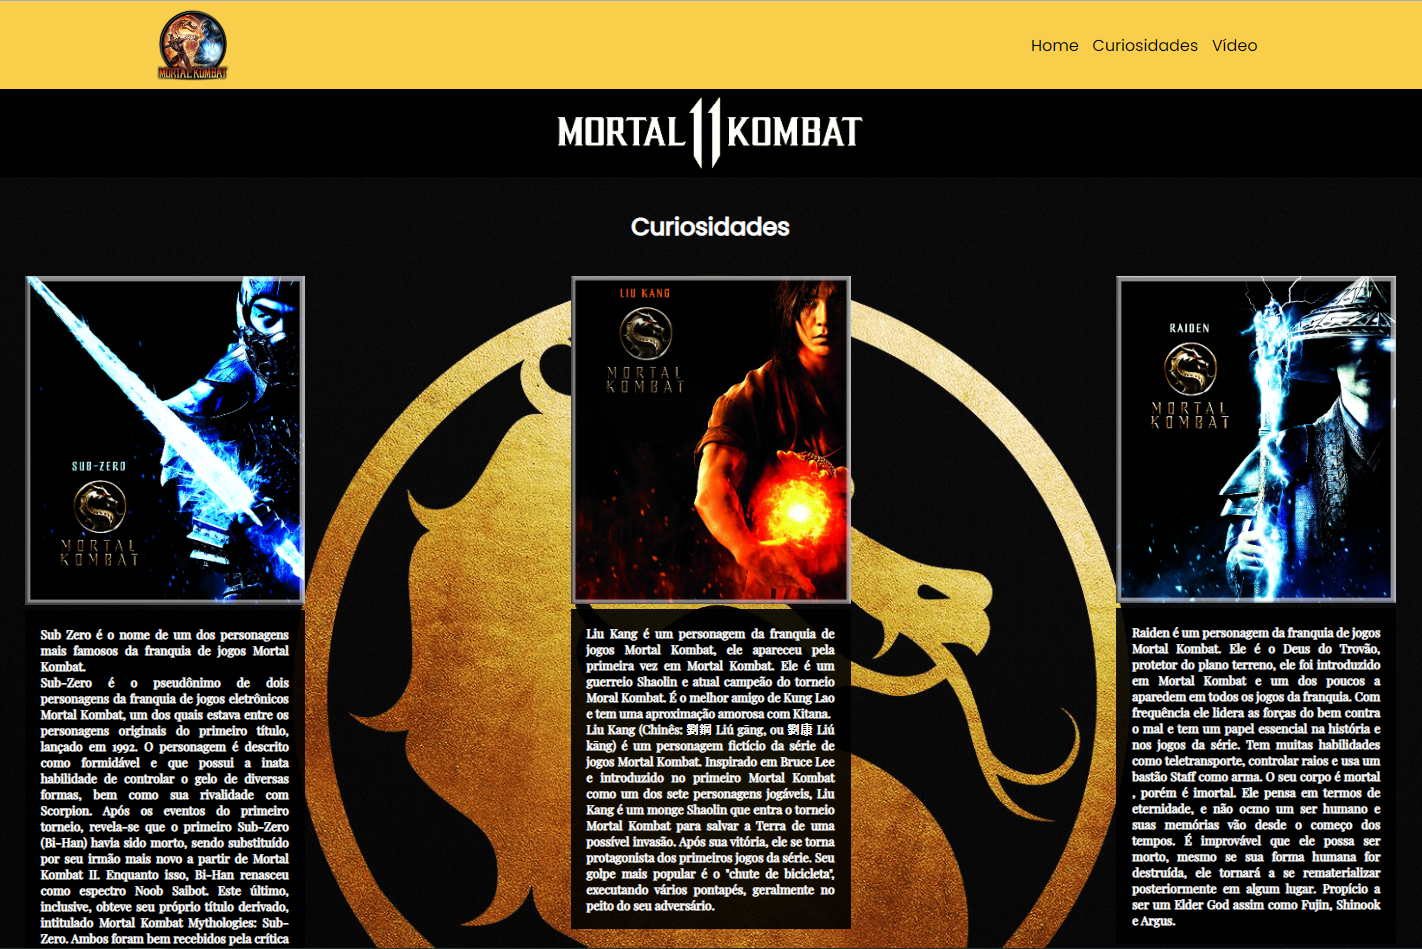 MORTAL KOMBAT
Home Curiosidades Vídeo
MORTAL 11 KOMBAT
Curiosidades
SUB-ZERO
MORTAL
KOMBAT
Sub Zero é o nome de um dos personagens
mais famosos da franquia de jogos Mortal
Kombat.
Sub-Zero é o pseudônimo de dois
personagens da franquia de jogos eletrônicos
Mortal Kombat, um dos quais estava entre os
personagens originais do primeiro título,
lançado em 1992. O personagem é descrito
como formidável e que possui a inata
habilidade de controlar o gelo de diversas
formas, bem como sua rivalidade com
Scorpion. Após os eventos do primeiro
torneio, revela-se que o primeiro Sub-Zero
(Bi-Han) havia sido morto, sendo substituído
por seu irmão mais novo a partir de Mortal
Kombat II. Enquanto isso, Bi-Han renasceu
como espectro Noob Saibot. Este último,
inclusive, obteve seu próprio título derivado,
intitulado Mortal Kombat Mythologies: Sub-
Zero. Ambos foram bem recebidos pela crítica
LIU KANG
MORTAL
KOMBAT
Liu Kang é um personagem da franquia de
jogos Mortal Kombat, ele apareceu pela
primeira vez em Mortal Kombat. Ele é um
guerreio Shaolin e atual campeão do torneio
Moral Kombat. É o melhor amigo de Kung Lao
e tem uma aproximação amorosa com Kitana.
Liu Kang (Chinês: 劉鋼 Liú gāng, ou 劉康 Liú
kāng) é um personagem fictício da série de
jogos Mortal Kombat. Inspirado em Bruce Lee
e introduzido no primeiro Mortal Kombat
como um dos sete personagens jogáveis, Liu
Kang é um monge Shaolin que entra o torneio
Mortal Kombat para salvar a Terra de uma
possível invasão. Após sua vitória, ele se torna
protagonista dos primeiros jogos da série. Seu
golpe mais popular é o "chute de bicicleta",
executando vários pontapés, geralmente no
peito do seu adversário.
RAIDEN
MORTAL
KOMBAT
Raiden é um personagem da franquia de jogos
Mortal Kombat. Ele é o Deus do Trovão,
protetor do plano terreno, ele foi introduzido
em Mortal Kombat e um dos poucos a
aparedem em todos os jogos da franquia. Com
frequência ele lidera as forças do bem contra
o mal e tem um papel essencial na história e
nos jogos da série. Tem muitas habilidades
como teletransporte, controlar raios e usa um
bastão Staff como arma. O seu corpo é mortal
, porém é imortal. Ele pensa em termos de
eternidade, e não ocmo um ser humano e
suas memórias vão desde o começo dos
tempos. É improvável que ele possa ser
morto, mesmo se sua forma humana for
destruída, ele tornará a se rematerializar
posteriormente em algum lugar. Propício a
ser um Elder God assim como Fujin, Shinook
e Argus.